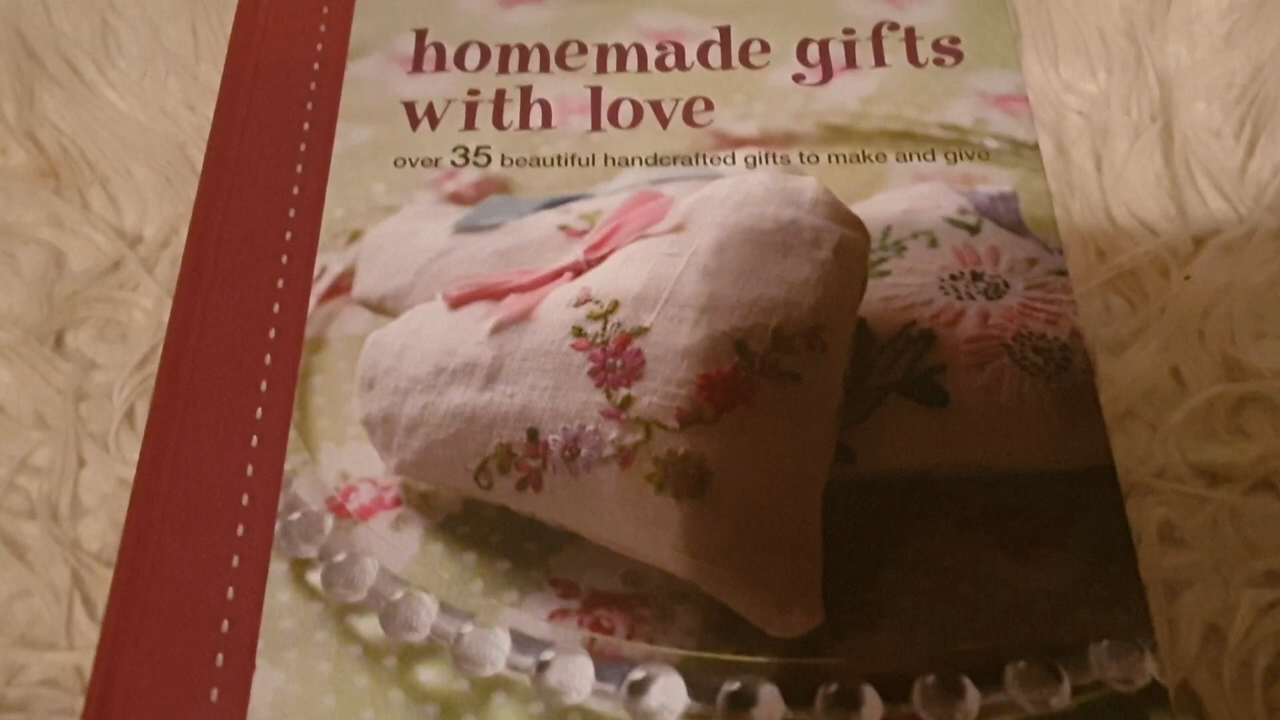 homemade gifts
with love
over 35 beautiful handcrafted gifts to make and give